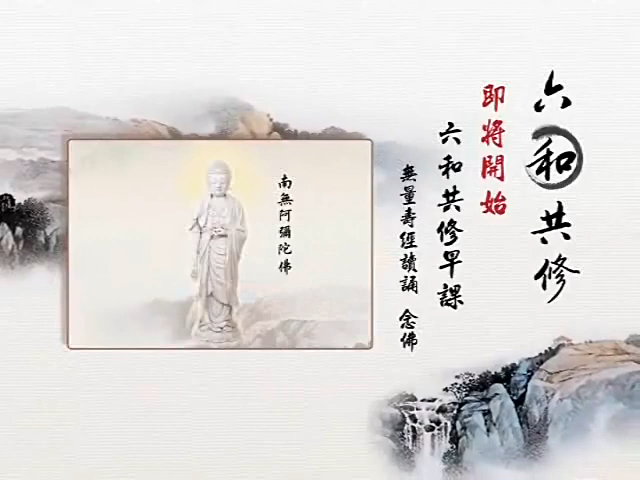 六和共修
即將開始
六和共修早課
無量壽經讀誦 念佛
南無阿彌陀佛